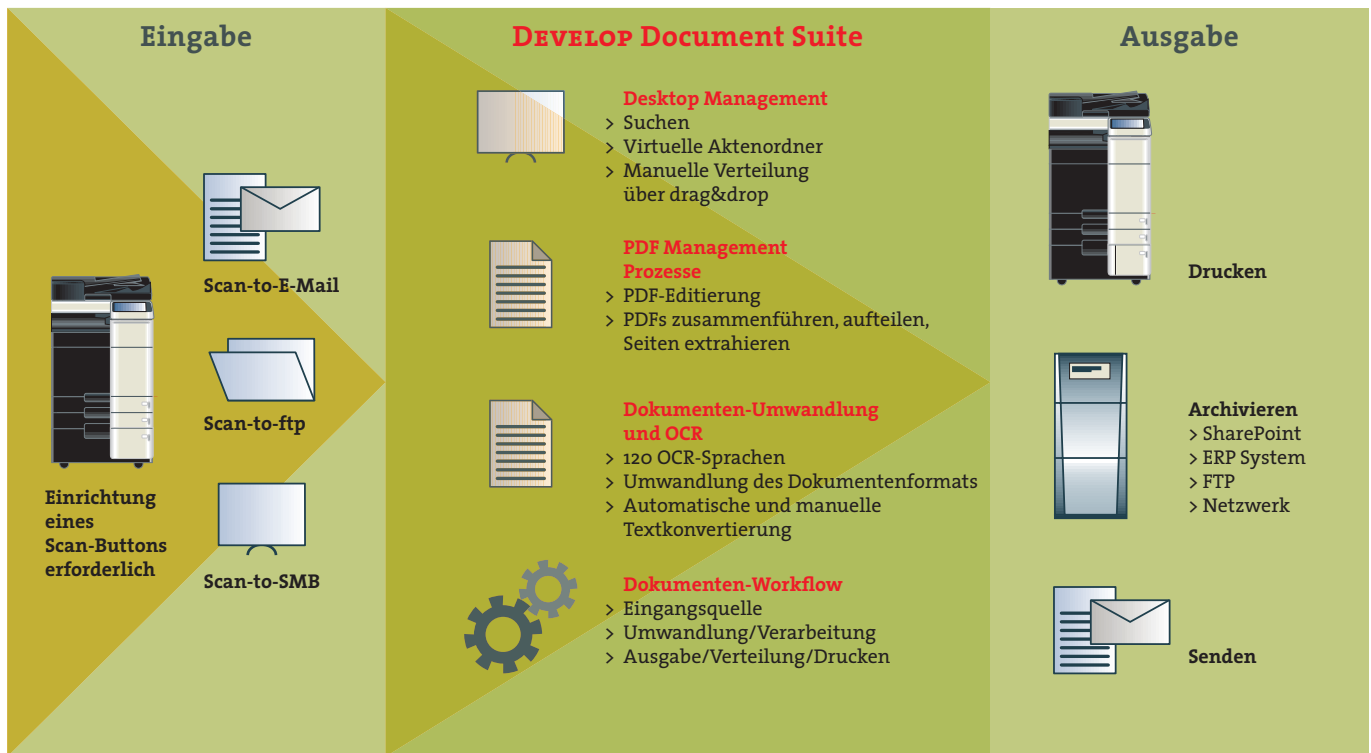 Eingabe
Scan-to-E-Mail
Scan-to-ftp
Einrichtung
eines
Scan-Buttons
erforderlich
Scan-to-SMB
DEVELOP Document Suite
Desktop Management
> Suchen
> Virtuelle Aktenordner
> Manuelle Verteilung
über drag&drop
PDF Management
Prozesse
> PDF-Editierung
> PDFs zusammenführen, aufteilen,
Seiten extrahieren
Dokumenten-Umwandlung
und OCR
> 120 OCR-Sprachen
> Umwandlung des Dokumentenformats
> Automatische und manuelle
Textkonvertierung
Dokumenten-Workflow
> Eingangsquelle
> Umwandlung/Verarbeitung
> Ausgabe/Verteilung/Drucken
Ausgabe
Drucken
Archivieren
> SharePoint
> ERP System
> FTP
> Netzwerk
Senden